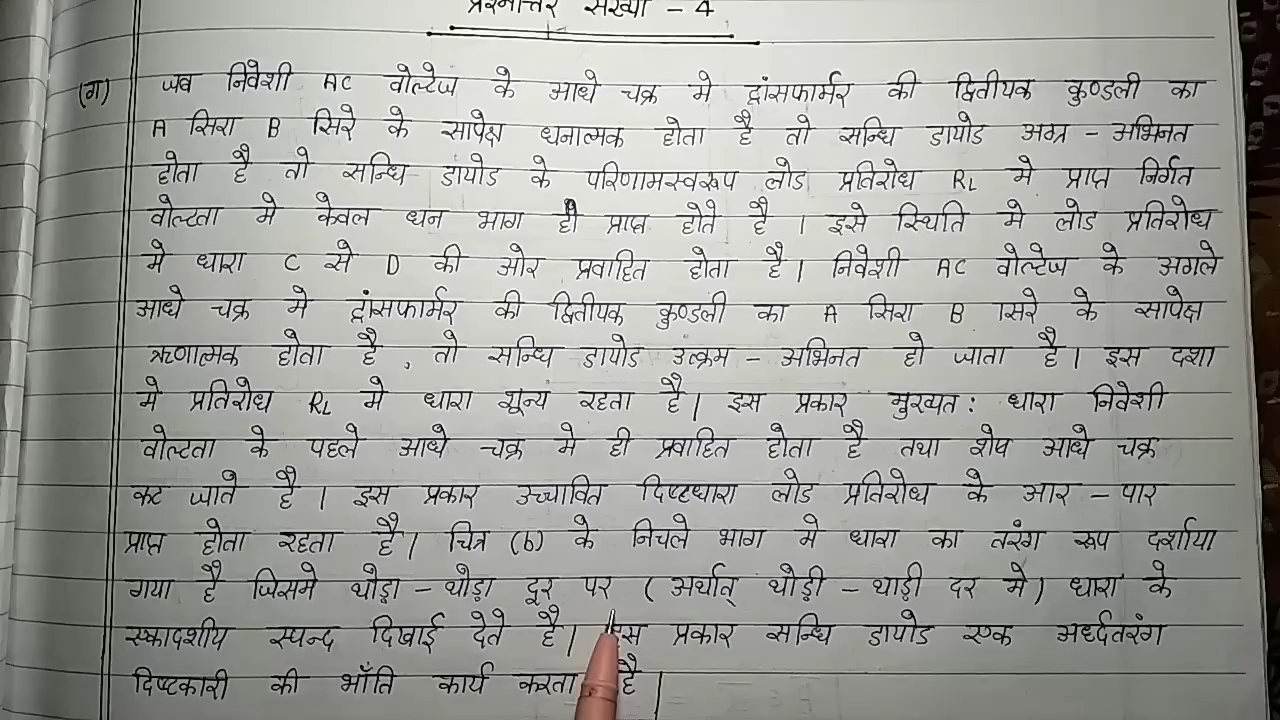 प्रश्नोत्तर संख्या - 4
(ग) जब निवेशी AC वोल्टेज के आधे चक्र मे ट्रांसफार्मर की द्वितीयक कुण्डली का
A सिरा B सिरे के सापेक्ष धनात्मक होता है तो सन्धि डायोड अग्र - अभिनत
होता है तो सन्धि डायोड के परिणामस्वरूप लोड प्रतिरोध RL मे प्राप्त निर्गत
वोल्टता मे केवल धन भाग ही प्राप्त होते है । इसे स्थिति मे लोड प्रतिरोध
मे धारा C से D की ओर प्रवाहित होता है। निवेशी AC वोल्टेज के अगले
आधे चक्र मे ट्रांसफार्मर की द्वितीयक कुण्डली का A सिरा B सिरे के सापेक्ष
ऋणात्मक होता है , तो सन्धि डायोड उत्क्रम - अभिनत हो जाता है। इस दशा
मे प्रतिरोध RL मे धारा शून्य रहता है। इस प्रकार मुख्यत: धारा निवेशी
वोल्टता के पहले आधे चक्र मे ही प्रवाहित होता है तथा शेष आधे चक्र
कट जाते है । इस प्रकार उच्चावित दिष्टधारा लोड प्रतिरोध के आर - पार
प्राप्त होता रहता है। चित्र (b) के निचले भाग मे धारा का तरंग रूप दर्शाया
गया है जिसमे थोड़ा - थोड़ा दूर पर ( अर्थात् थोड़ी - थाड़ी दर मे) धारा के
स्कादशीय स्पन्द दिखाई देते है। इस प्रकार सन्धि डायोड एक अर्ध्दतरंग
दिष्टकारी की भाँति कार्य करता है |